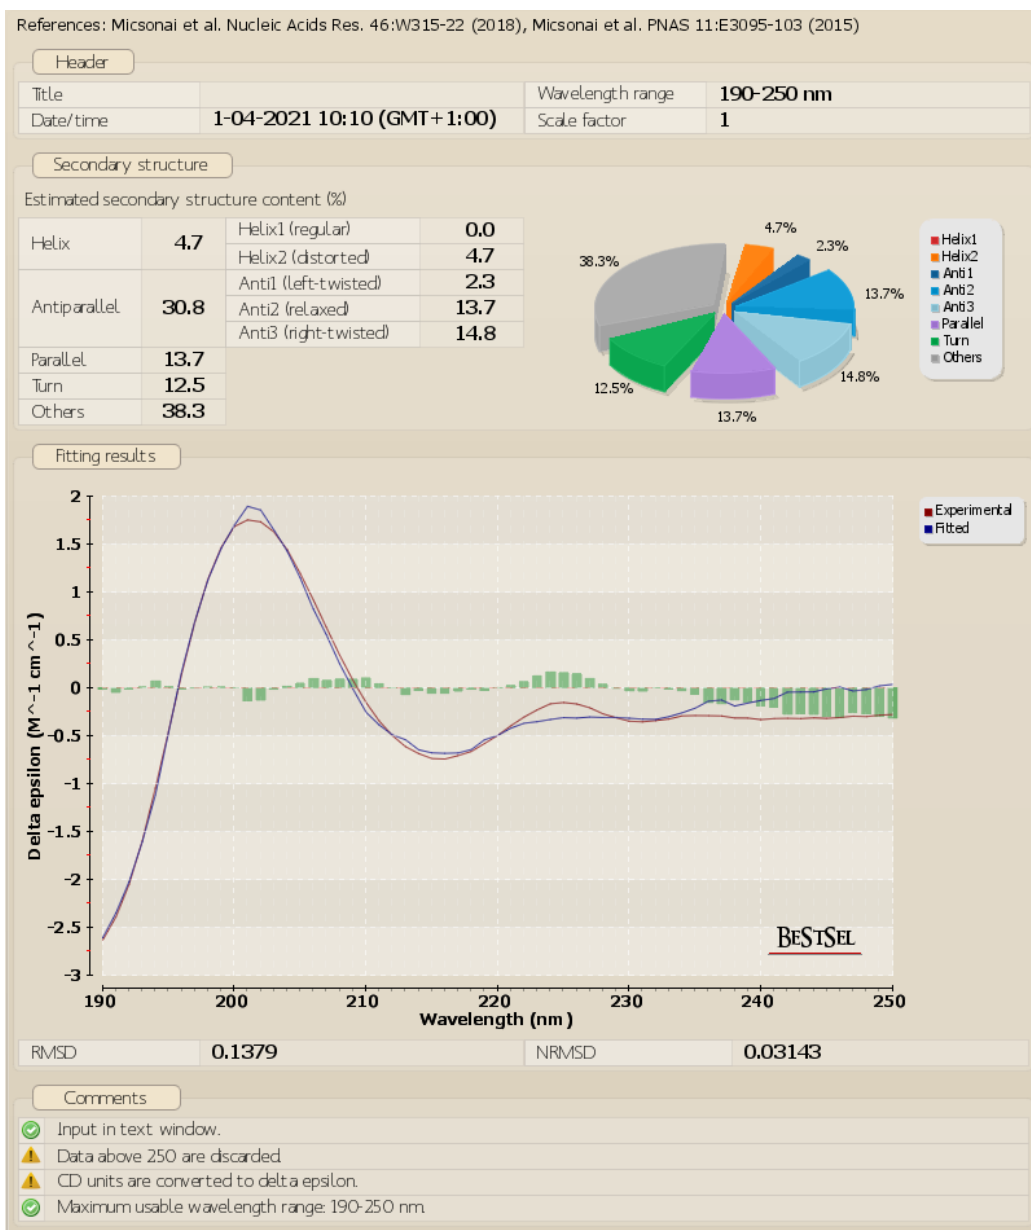 References: Micsonai et al. Nucleic Acids Res. 46:W315-22 (2018), Micsonai et al. PNAS 11:E3095-103 (2015)
Header
Title
Wavelength range 190-250 nm
Date/time 1-04-2021 10:10 (GMT+1:00) Scale factor 1
Secondary structure
Estimated secondary structure content (%)
Helix 4.7
Helix1 (regular) 0.0
Helix2 (distorted) 4.7
Antiparallel 30.8
Anti1 (left-twisted) 2.3
Anti2 (relaxed) 13.7
Anti3 (right-twisted) 14.8
Parallel 13.7
Turn 12.5
Others 38.3
4.7%
2.3%
13.7%
14.8%
13.7%
12.5%
38.3%
Helix1
Helix2
Anti1
Anti2
Anti3
Parallel
Turn
Others
Fitting results
2
1.5
1
0.5
0
-0.5
-1
-1.5
-2
-2.5
-3
Delta epsilon (M^-1 cm^-1)
Experimental
Fitted
BESTSEL
190 200 210 220 230 240 250
Wavelength (nm)
RMSD 0.1379 NRMSD 0.03143
Comments
Input in text window.
Data above 250 are discarded.
CD units are converted to delta epsilon.
Maximum usable wavelength range: 190-250 nm.